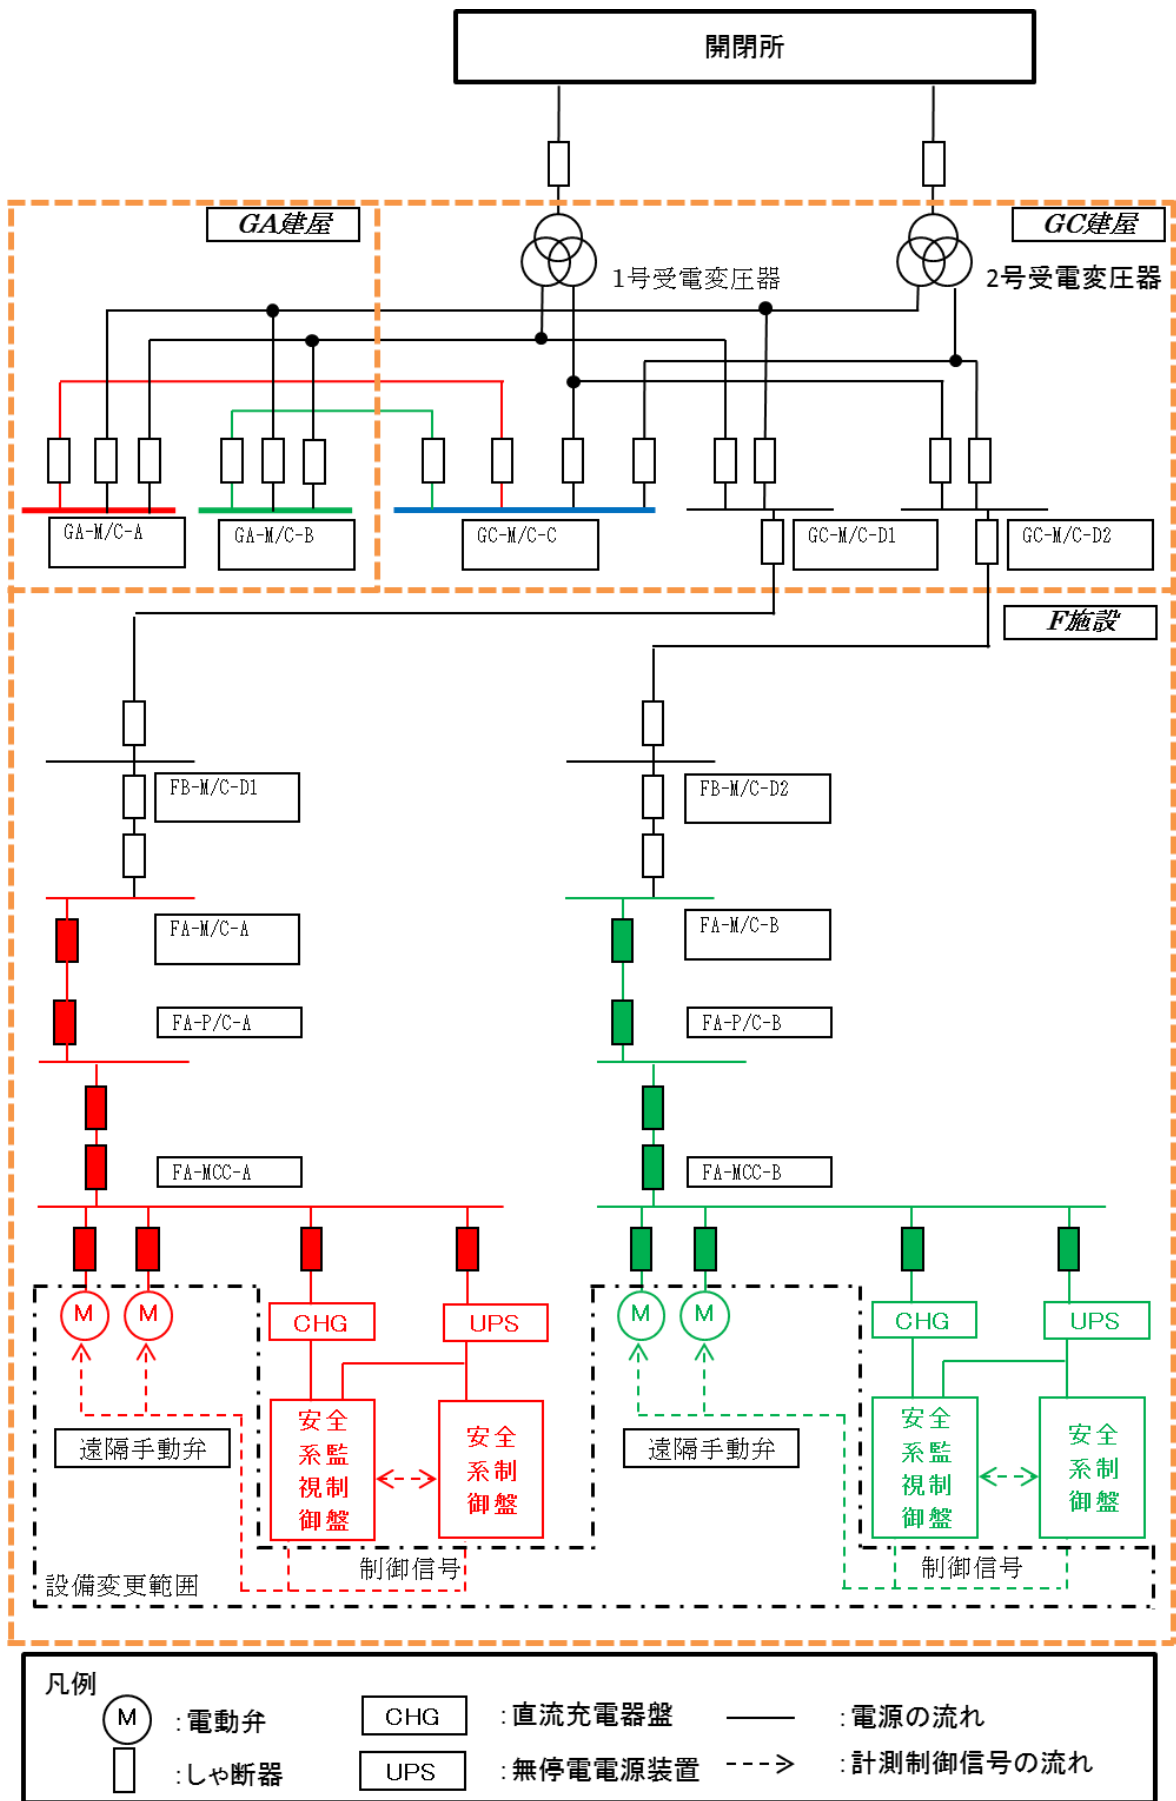 開閉所
GA建屋
GC建屋
1号受電変圧器
2号受電変圧器
GA-M/C-A
GA-M/C-B
GC-M/C-C
GC-M/C-D1
GC-M/C-D2
F施設
FB-M/C-D1
FB-M/C-D2
FA-M/C-A
FA-M/C-B
FA-P/C-A
FA-P/C-B
FA-MCC-A
FA-MCC-B
M
M
CHG
UPS
M
M
CHG
UPS
遠隔手動弁
安全
系監
視制
御盤
安全
系制
御盤
遠隔手動弁
安全
系監
視制
御盤
安全
系制
御盤
制御信号
制御信号
設備変更範囲
凡例
M
:電動弁
CHG
:直流充電器盤
:電源の流れ
:しゃ断器
UPS
:無停電電源装置
:計測制御信号の流れ